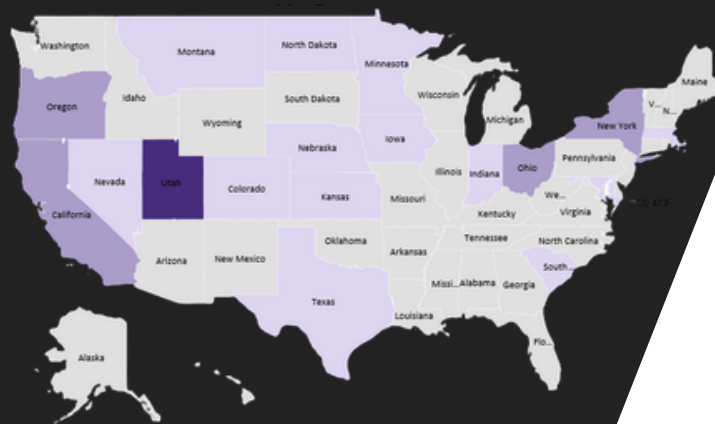 Washington
Montana
North Dakota
Minnesota
Maine
Oregon
Idaho
Wyoming
South Dakota
Wisconsin
Michigan
V...
N...
New York
Nebraska
Iowa
Pennsylvania
Ohio
Illinois
Indiana
Nevada
Utah
Colorado
Kansas
Missouri
We...
Virginia
Kentucky
California
Arizona
New Mexico
Oklahoma
Arkansas
Tennessee
North Carolina
South...
Texas
Louisiana
Missi...
Alabama
Georgia
Flo...
Alaska